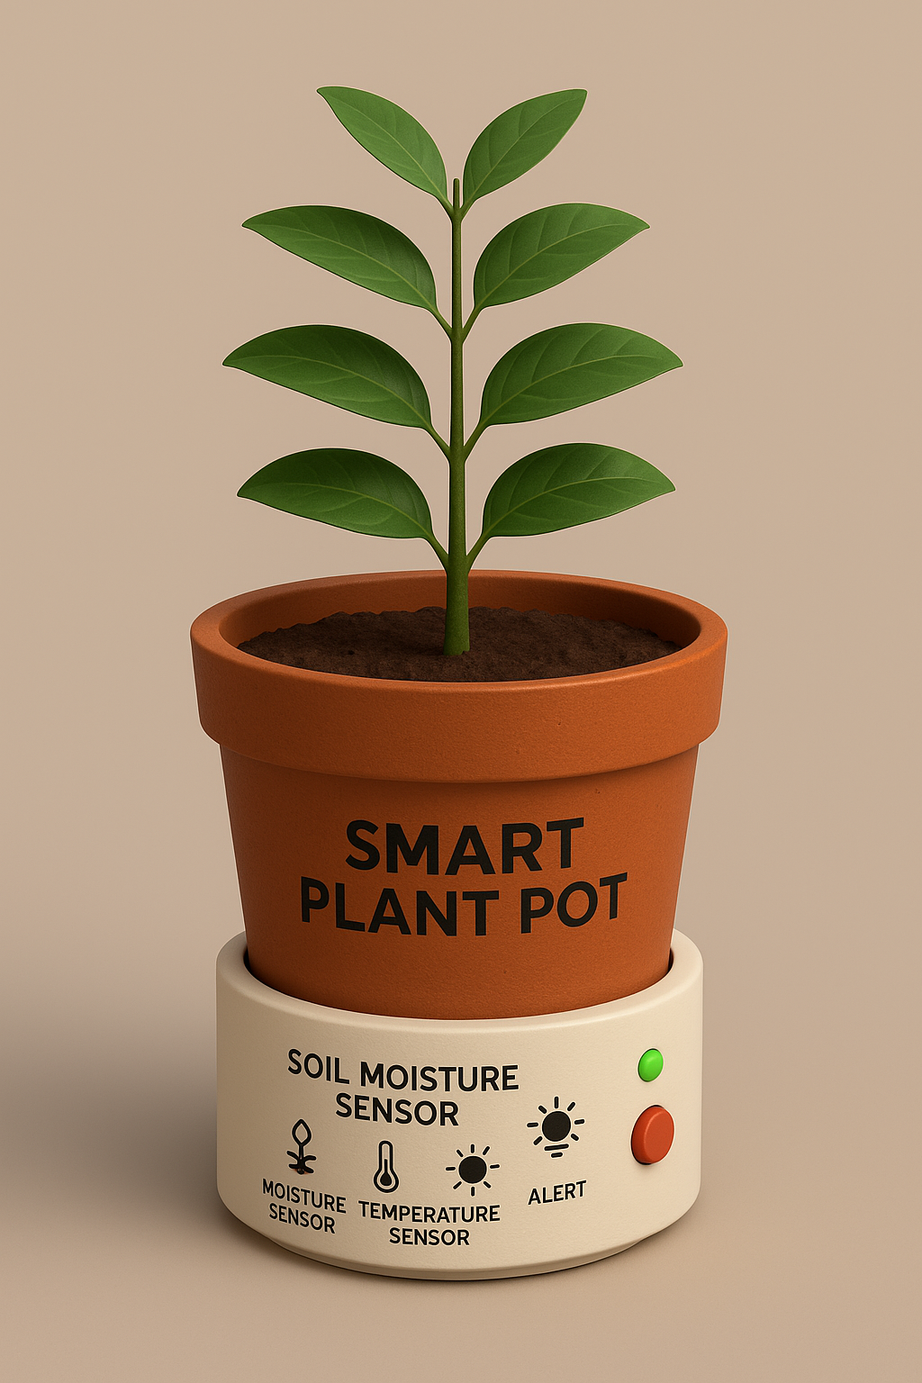 SMART
PLANT POT
SOIL MOISTURE
SENSOR
MOISTURE
SENSOR
TEMPERATURE
SENSOR
ALERT